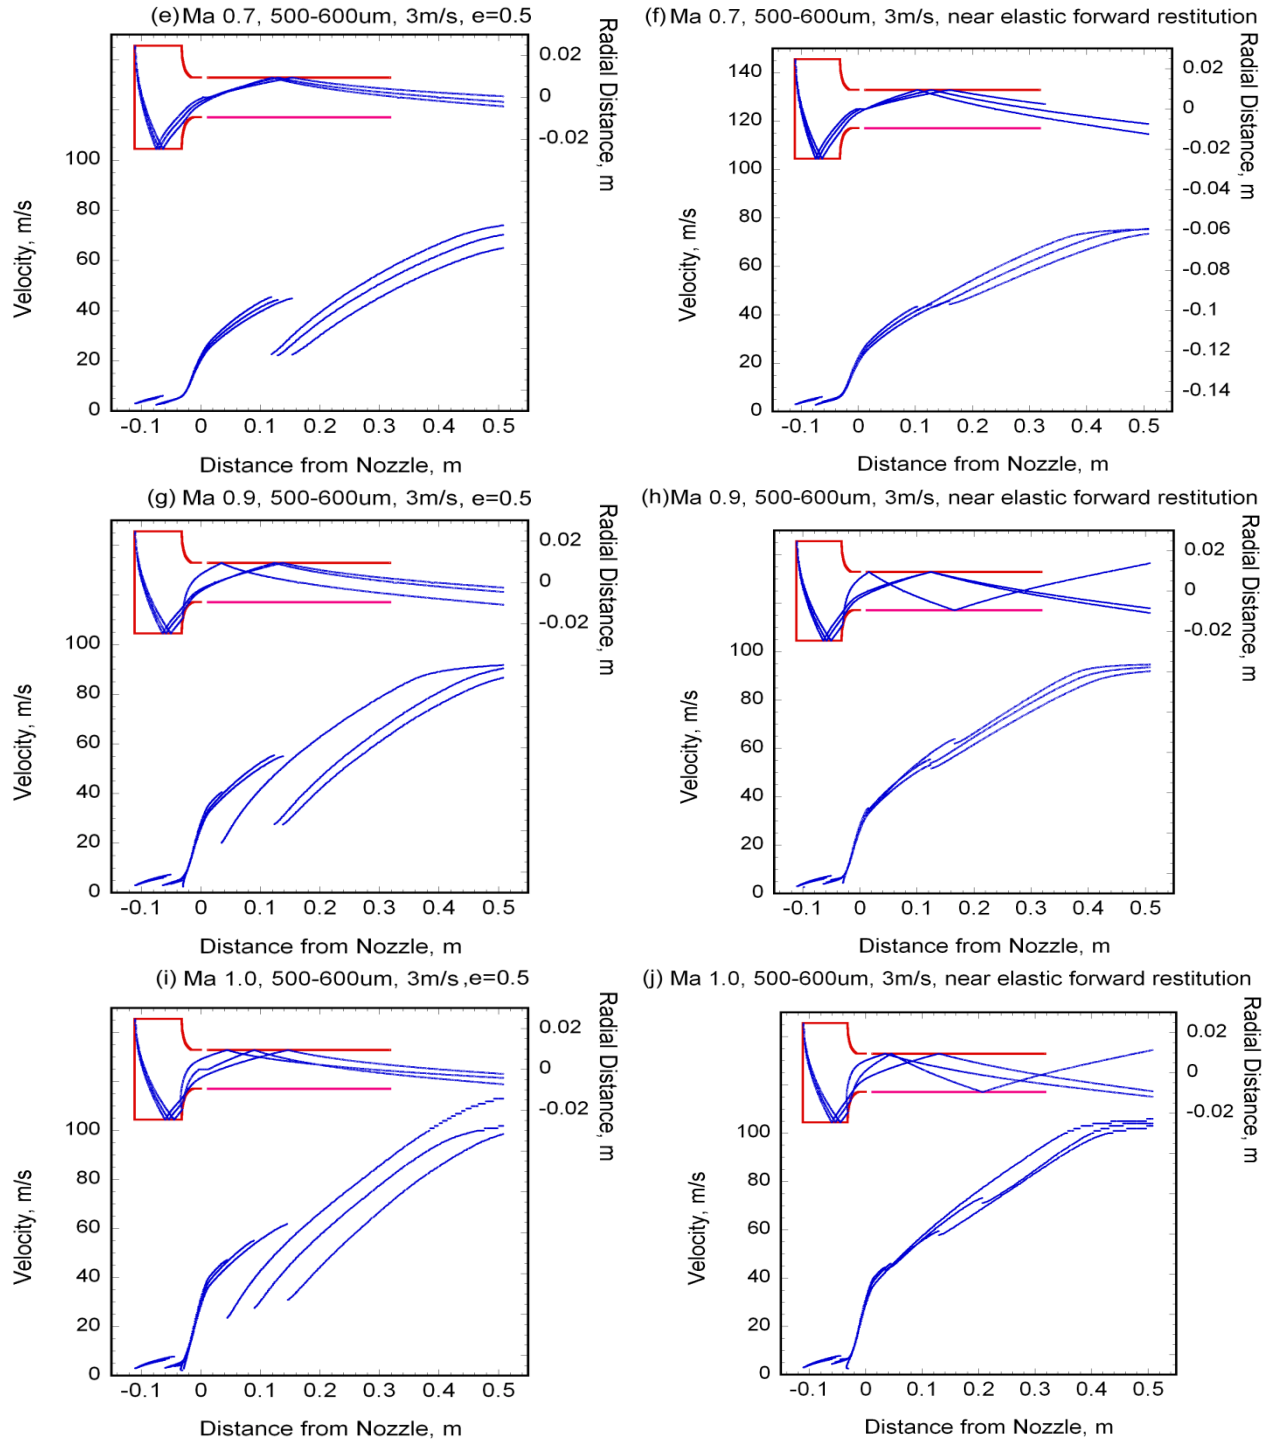 (e) Ma 0.7, 500-600um, 3m/s, e=0.5
Velocity, m/s
100
80
60
40
20
0
-0.1 0 0.1 0.2 0.3 0.4 0.5
Distance from Nozzle, m
0.02
0
-0.02
Radial Distance, m
(f) Ma 0.7, 500-600um, 3m/s, near elastic forward restitution
Velocity, m/s
140
120
100
80
60
40
20
0
-0.1 0 0.1 0.2 0.3 0.4 0.5
Distance from Nozzle, m
0.02
0
-0.02
-0.04
-0.06
-0.08
-0.1
-0.12
-0.14
Radial Distance, m
(g) Ma 0.9, 500-600um, 3m/s, e=0.5
Velocity, m/s
100
80
60
40
20
0
-0.1 0 0.1 0.2 0.3 0.4 0.5
Distance from Nozzle, m
0.02
0
-0.02
Radial Distance, m
(h) Ma 0.9, 500-600um, 3m/s, near elastic forward restitution
Velocity, m/s
100
80
60
40
20
0
-0.1 0 0.1 0.2 0.3 0.4 0.5
Distance from Nozzle, m
0.02
0
-0.02
Radial Distance, m
(i) Ma 1.0, 500-600um, 3m/s ,e=0.5
Velocity, m/s
100
80
60
40
20
0
-0.1 0 0.1 0.2 0.3 0.4 0.5
Distance from Nozzle, m
0.02
0
-0.02
Radial Distance, m
(j) Ma 1.0, 500-600um, 3m/s, near elastic forward restitution
Velocity, m/s
100
80
60
40
20
0
-0.1 0 0.1 0.2 0.3 0.4 0.5
Distance from Nozzle, m
0.02
0
-0.02
Radial Distance, m